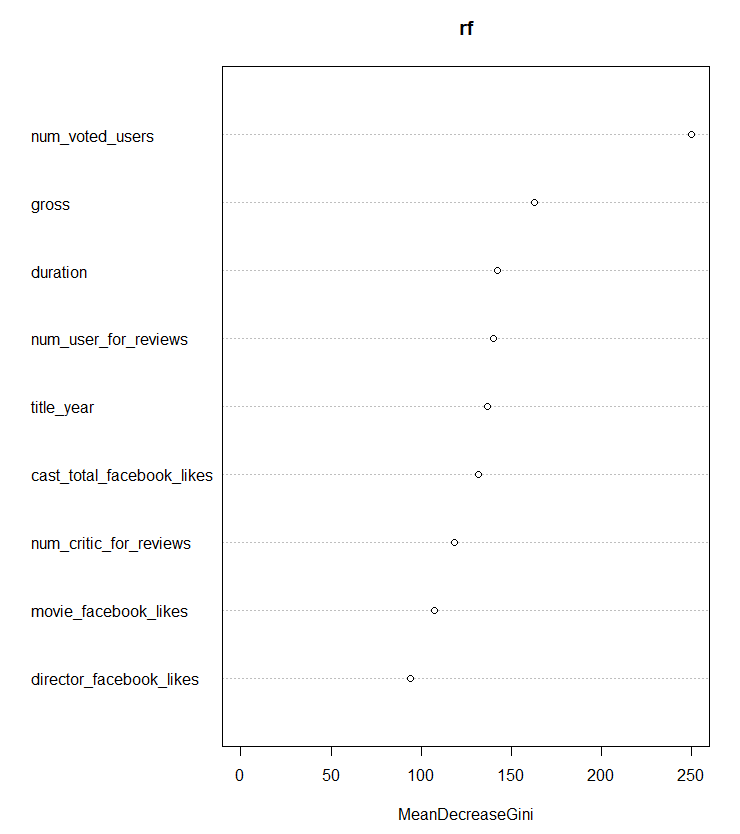 rf
num_voted_users
gross
duration
num_user_for_reviews
title_year
cast_total_facebook_likes
num_critic_for_reviews
movie_facebook_likes
director_facebook_likes
0 50 100 150 200 250
MeanDecreaseGini